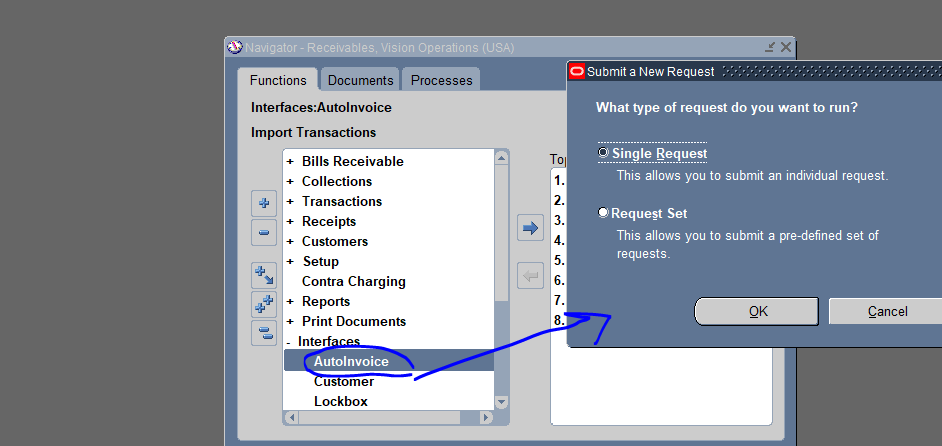 Navigator - Receivables, Vision Operations (USA)
Functions
Documents
Processes
Interfaces:AutoInvoice
Import Transactions
+ Bills Receivable
+ Collections
+ Transactions
+ Receipts
+ Customers
+ Setup
Contra Charging
+ Reports
+ Print Documents
- Interfaces
AutoInvoice
Customer
Lockbox
Top
1.
2.
3.
4.
5.
6.
7.
8.
Submit a New Request
What type of request do you want to run?
Single Request
This allows you to submit an individual request.
Request Set
This allows you to submit a pre-defined set of
requests.
OK
Cancel